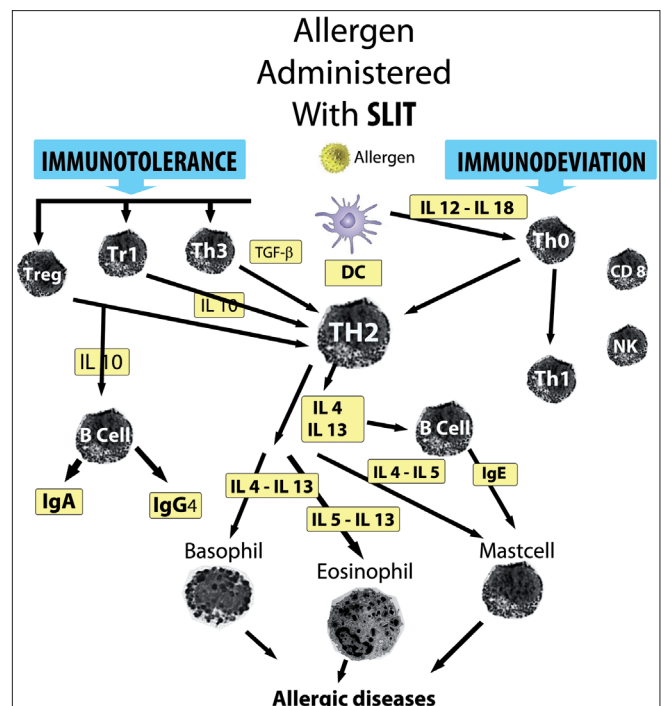 Allergen
Administered
With SLIT
IMMUNOTOLERANCE
Allergen
IMMUNODEVIATION
IL 12 - IL 18
Treg
Tr1
Th3
TGF-β
DC
Th0
CD 8
IL 10
TH2
NK
IL 10
Th1
IL 4
IL 13
B Cell
B Cell
IL 4 - IL 5
IgE
IgA
IgG4
IL 4 - IL 13
IL 5 - IL 13
Basophil
Eosinophil
Mastcell
Allergic diseases